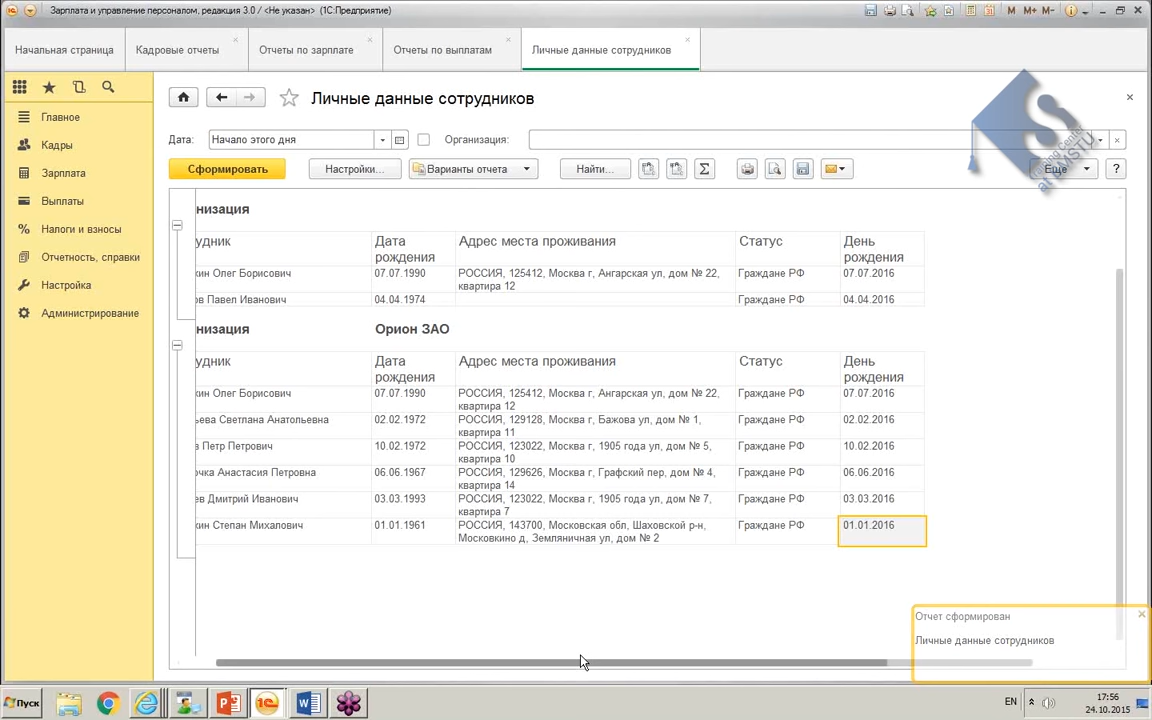 Зарплата и управление персоналом, редакция 3.0 / <Не указан> (1С:Предприятие)
M M+ M-
Начальная страница Кадровые отчеты Отчеты по зарплате Отчеты по выплатам Личные данные сотрудников
Главное
Кадры
Зарплата
Выплаты
Налоги и взносы
Отчетность, справки
Настройка
Администрирование
Личные данные сотрудников
Дата: Начало этого дня Организация:
Сформировать Настройки... Варианты отчета Найти... Еще ?
низация
удник Дата рождения Адрес места проживания Статус День рождения
кин Олег Борисович 07.07.1990 РОССИЯ, 125412, Москва г, Ангарская ул, дом № 22, Граждане РФ 07.07.2016
квартира 12
ов Павел Иванович 04.04.1974 Граждане РФ 04.04.2016
низация Орион ЗАО
удник Дата рождения Адрес места проживания Статус День рождения
кин Олег Борисович 07.07.1990 РОССИЯ, 125412, Москва г, Ангарская ул, дом № 22, Граждане РФ 07.07.2016
квартира 12
ьева Светлана Анатольевна 02.02.1972 РОССИЯ, 129128, Москва г, Бажова ул, дом № 1, Граждане РФ 02.02.2016
квартира 11
в Петр Петрович 10.02.1972 РОССИЯ, 123022, Москва г, 1905 года ул, дом № 5, Граждане РФ 10.02.2016
квартира 10
очка Анастасия Петровна 06.06.1967 РОССИЯ, 129626, Москва г, Графский пер, дом № 4, Граждане РФ 06.06.2016
квартира 14
ев Дмитрий Иванович 03.03.1993 РОССИЯ, 123022, Москва г, 1905 года ул, дом № 7, Граждане РФ 03.03.2016
квартира 7
кин Степан Михалович 01.01.1961 РОССИЯ, 143700, Московская обл, Шаховской р-н, Граждане РФ 01.01.2016
Московкино д, Земляничная ул, дом № 2
Отчет сформирован
Личные данные сотрудников
Пуск
EN 17:56
24.10.2015